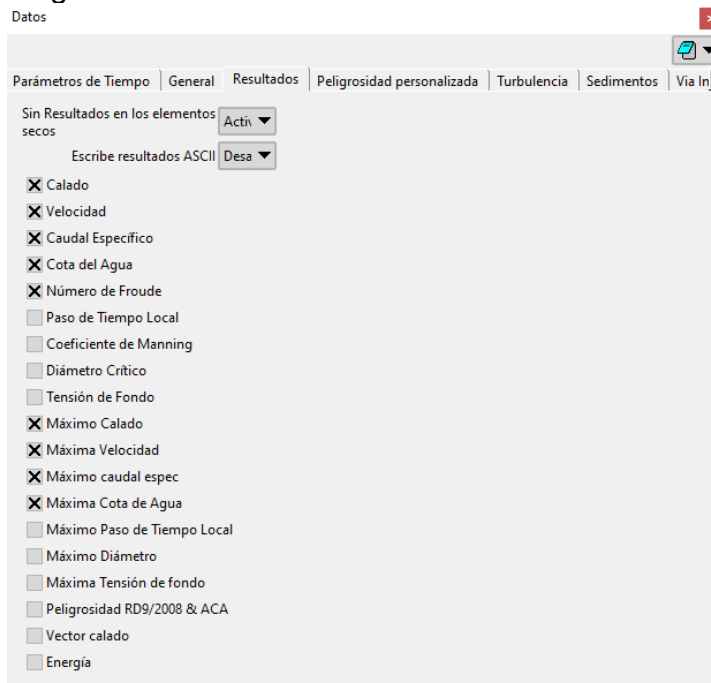 Datos
Parámetros de Tiempo General Resultados Peligrosidad personalizada Turbulencia Sedimentos Via In
Sin Resultados en los elementos
secos
Activ
Escribe resultados ASCII Desa
Calado
Velocidad
Caudal Específico
Cota del Agua
Número de Froude
Paso de Tiempo Local
Coeficiente de Manning
Diámetro Crítico
Tensión de Fondo
Máximo Calado
Máxima Velocidad
Máximo caudal espec
Máxima Cota de Agua
Máximo Paso de Tiempo Local
Máximo Diámetro
Máxima Tensión de fondo
Peligrosidad RD9/2008 & ACA
Vector calado
Energía